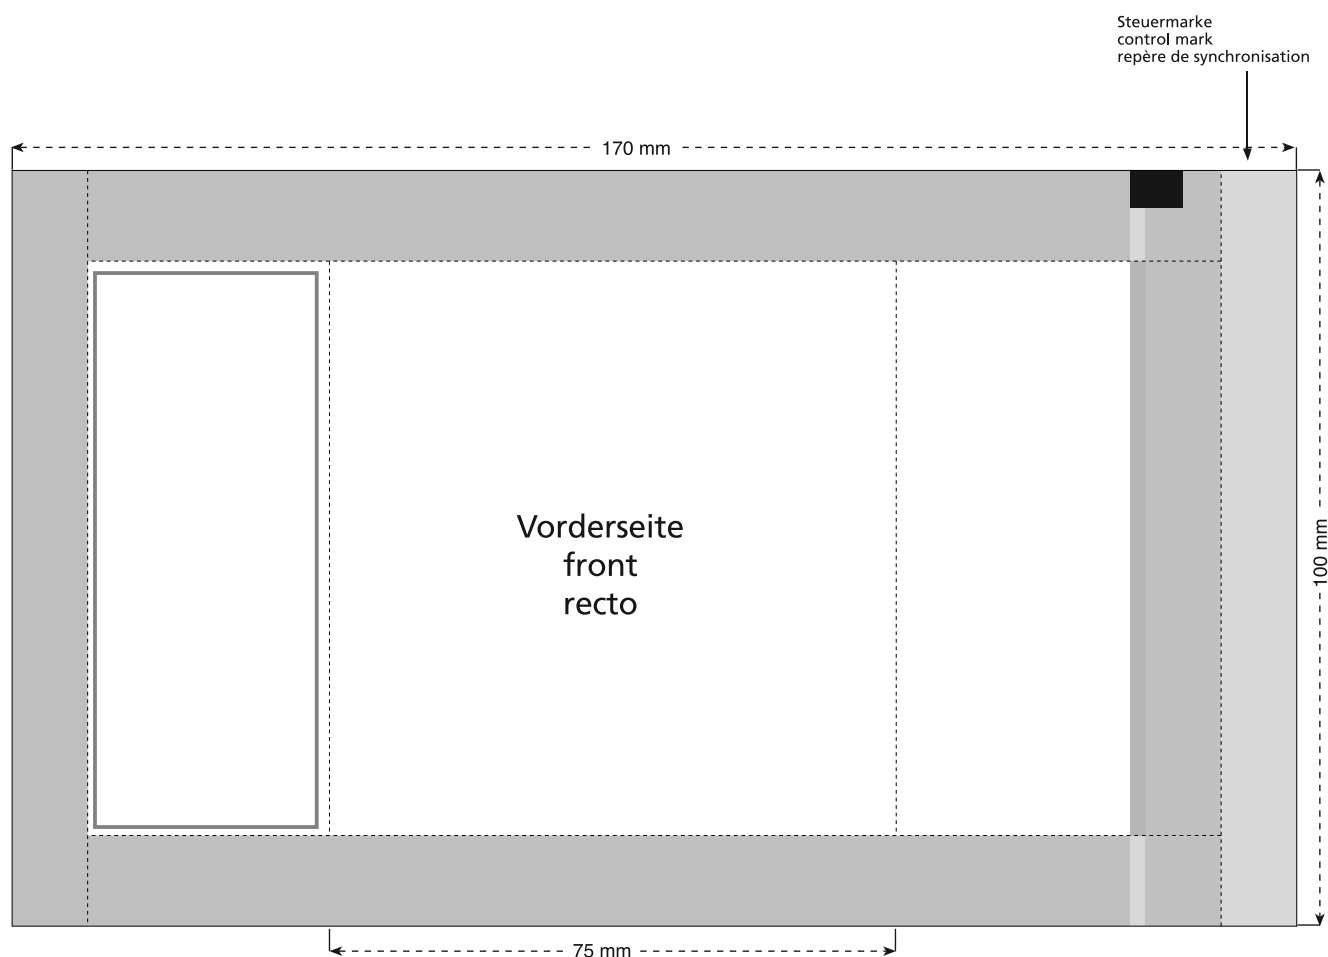 Steuermarke
control mark
repère de synchronisation
170 mm
Vorderseite
front
recto
100 mm
75 mm